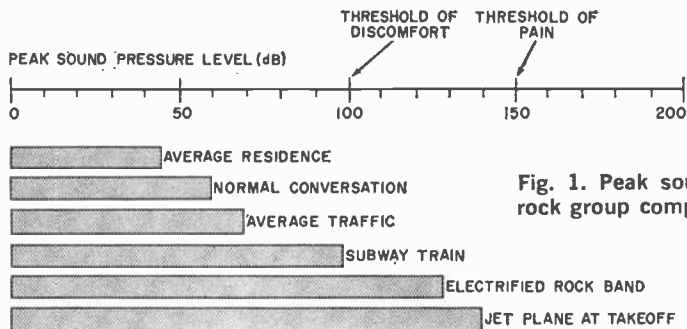 THRESHOLD OF
DISCOMFORT
THRESHOLD OF
PAIN
PEAK SOUND PRESSURE LEVEL (dB)
0 50 100 150 200
AVERAGE RESIDENCE
NORMAL CONVERSATION
AVERAGE TRAFFIC
SUBWAY TRAIN
ELECTRIFIED ROCK BAND
JET PLANE AT TAKEOFF
Fig. 1. Peak sou
rock group comp